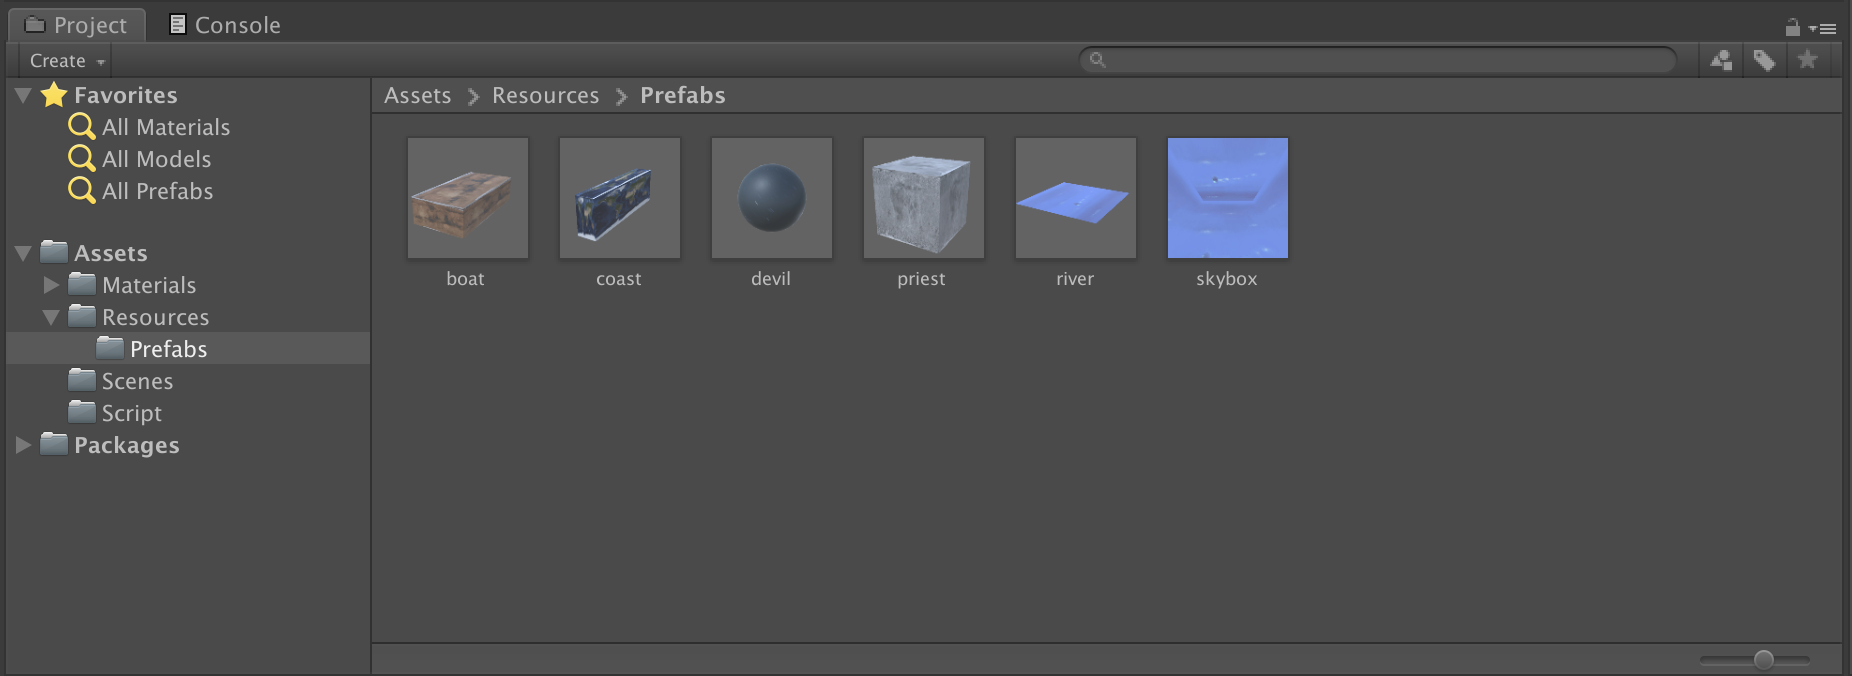 Project Console
Create
Favorites
All Materials
All Models
All Prefabs
Assets
Materials
Resources
Prefabs
Scenes
Script
Packages
Assets Resources Prefabs
boat coast devil priest river skybox